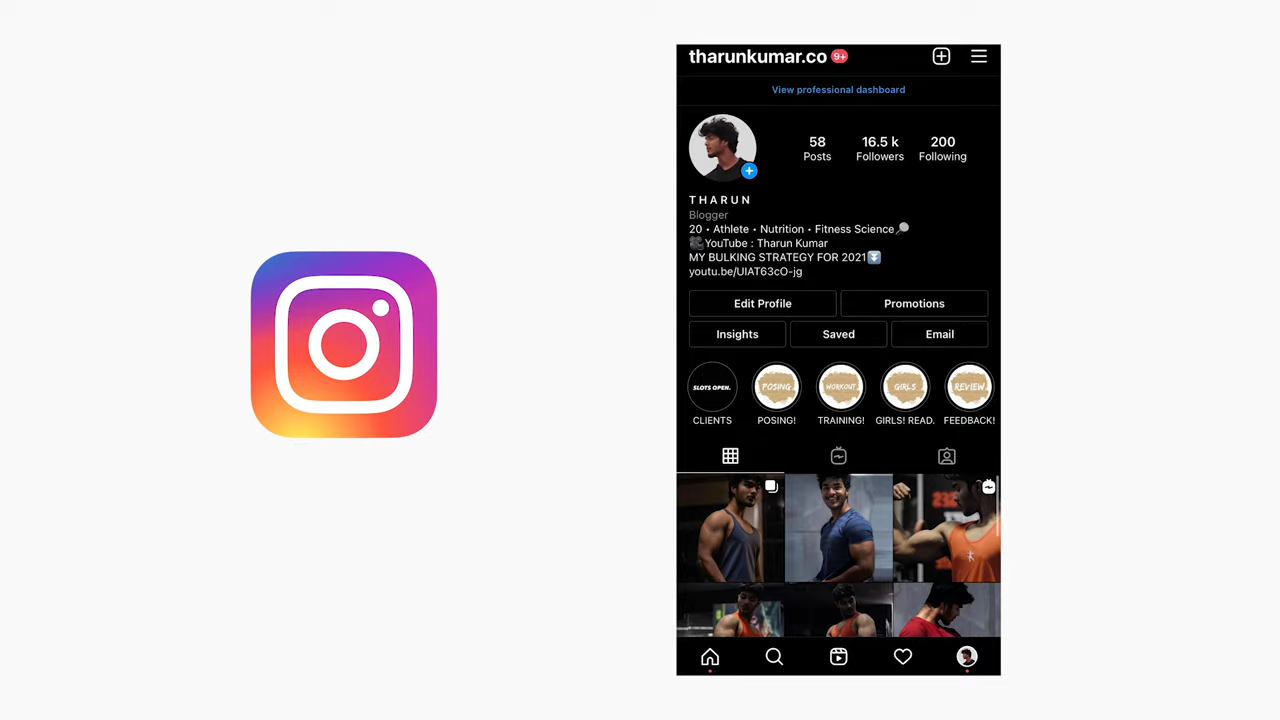 tharunkumar.co 9+
View professional dashboard
58 16.5 k 200
Posts Followers Following
T H A R U N
Blogger
20 • Athlete • Nutrition • Fitness Science
YouTube : Tharun Kumar
MY BULKING STRATEGY FOR 2021
youtu.be/UIAT63cO-jg
Edit Profile Promotions
Insights Saved Email
SLOTS OPEN. POSING WORKOUT GIRLS REVIEW
CLIENTS POSING! TRAINING! GIRLS! READ. FEEDBACK!